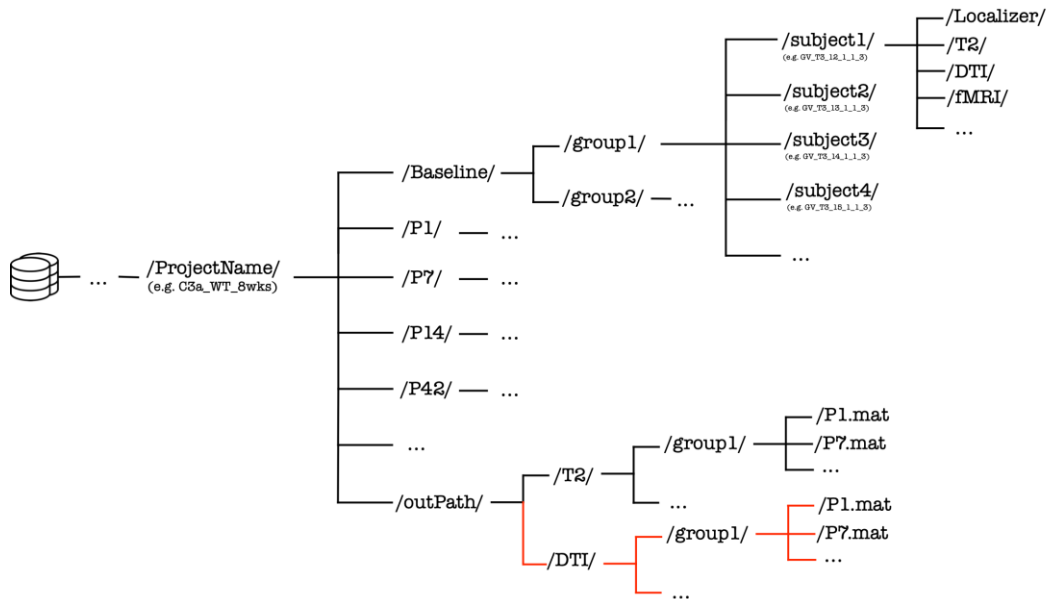 /Localizer/
/subject1/
(e.g. GV_T3_12_1_1_3)
/T2/
/DTI/
/subject2/
(e.g. GV_T3_13_1_1_3)
/fMRI/
...
/group1/
/subject3/
(e.g. GV_T3_14_1_1_3)
/Baseline/
/group2/
...
/subject4/
(e.g. GV_T3_15_1_1_3)
/P1/
...
...
...
/ProjectName/
(e.g. C3a_WT_8wks)
/P7/
...
/P14/
...
/P42/
...
...
/outPath/
/T2/
/group1/
/P1.mat
/P7.mat
...
...
/DTI/
/group1/
/P1.mat
/P7.mat
...
...